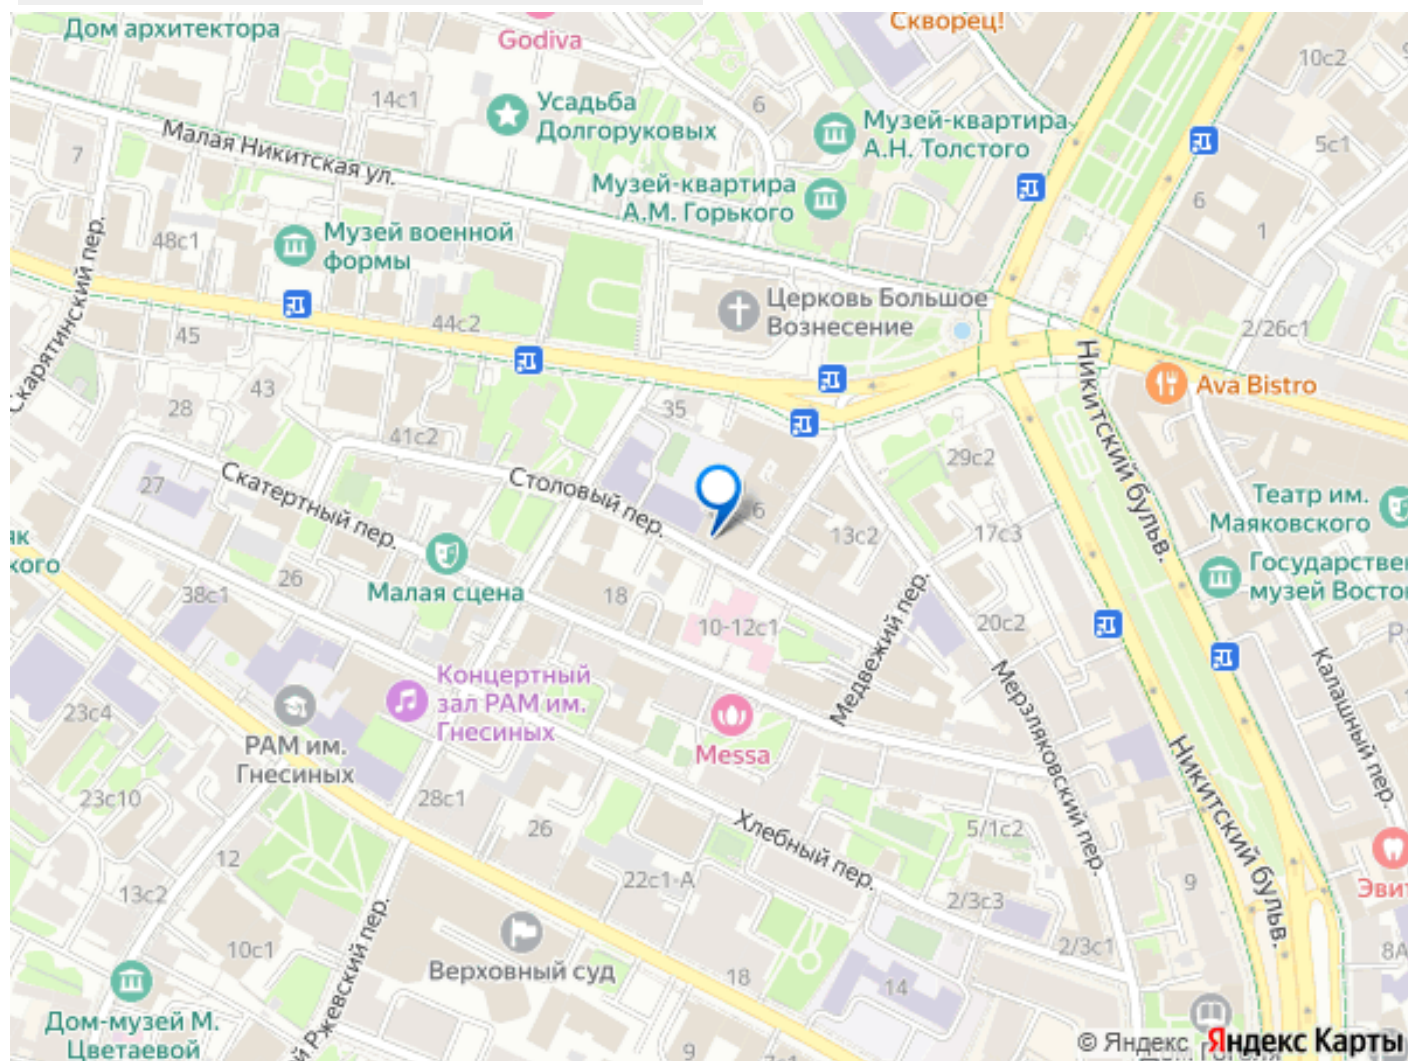 Дом архитектора
Godiva
Скворец!
10с2
14с1
Усадьба
Долгоруковых
6
Музей-квартира
А.Н. Толстого
5с1
7
Малая Никитская ул.
Музей-квартира
А.М. Горького
6
1
48с1
Музей военной
формы
Скарятинский пер.
Церковь Большое
Вознесение
44с2
45
2/26с1
Никитский бульв.
Ava Bistro
43
28
35
41с2
29с2
27
Скатертный пер.
Столовый пер.
6
13с2
17с3
Театр им.
Маяковского
Малая сцена
26
38с1
18
10-12с1
Медвежий пер.
20с2
Калашный пер.
Концертный
зал РАМ им.
Гнесиных
Мерзляковский пер.
23с4
РАМ им.
Гнесиных
Messa
Никитский бульв.
23с10
28с1
26
Хлебный пер.
5/1с2
12
13с2
22с1-А
9
2/3с3
10с1
Верховный суд
2/3с1
8А
18
14
Ржевский пер.
Дом-музей М.
Цветаевой
9
© Яндекс Яндекс Карты